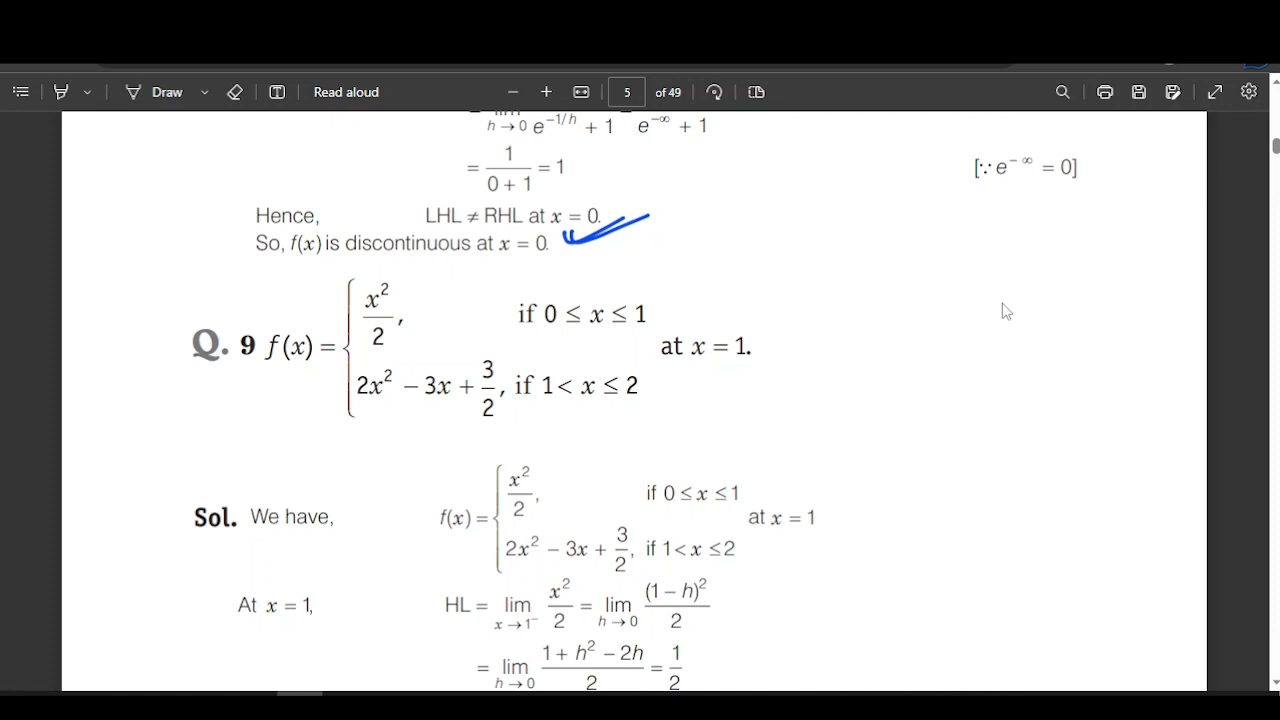 Draw
Read aloud
5 of 49
h→0 e^{-1/h} + 1 e^{-∞} + 1
= 1/(0 + 1) = 1 [∵ e^{-∞} = 0]
Hence, LHL ≠ RHL at x = 0.
So, f(x) is discontinuous at x = 0.
Q. 9 f(x) = { x²/2, if 0 ≤ x ≤ 1
2x² − 3x + 3/2, if 1 < x ≤ 2 at x = 1.
Sol. We have, f(x) = { x²/2, if 0 ≤ x ≤ 1
2x² − 3x + 3/2, if 1 < x ≤ 2 at x = 1
At x = 1, HL = lim x→1⁻ x²/2 = lim h→0 (1 − h)²/2
= lim h→0 (1 + h² − 2h)/2 = 1/2